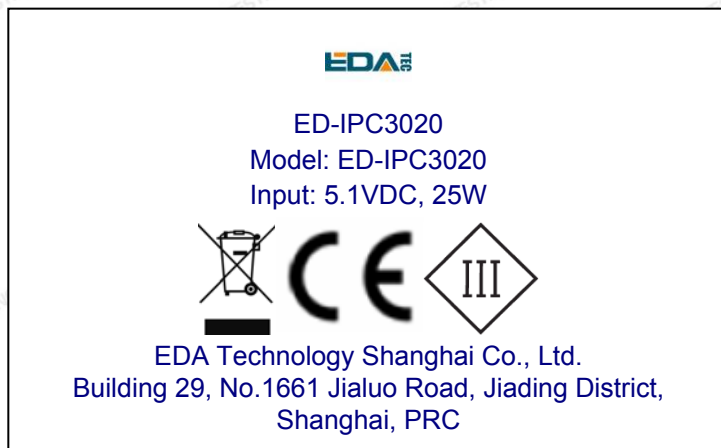 EDA TEC
ED-IPC3020
Model: ED-IPC3020
Input: 5.1VDC, 25W
CE III
EDA Technology Shanghai Co., Ltd.
Building 29, No.1661 Jialuo Road, Jiading District,
Shanghai, PRC